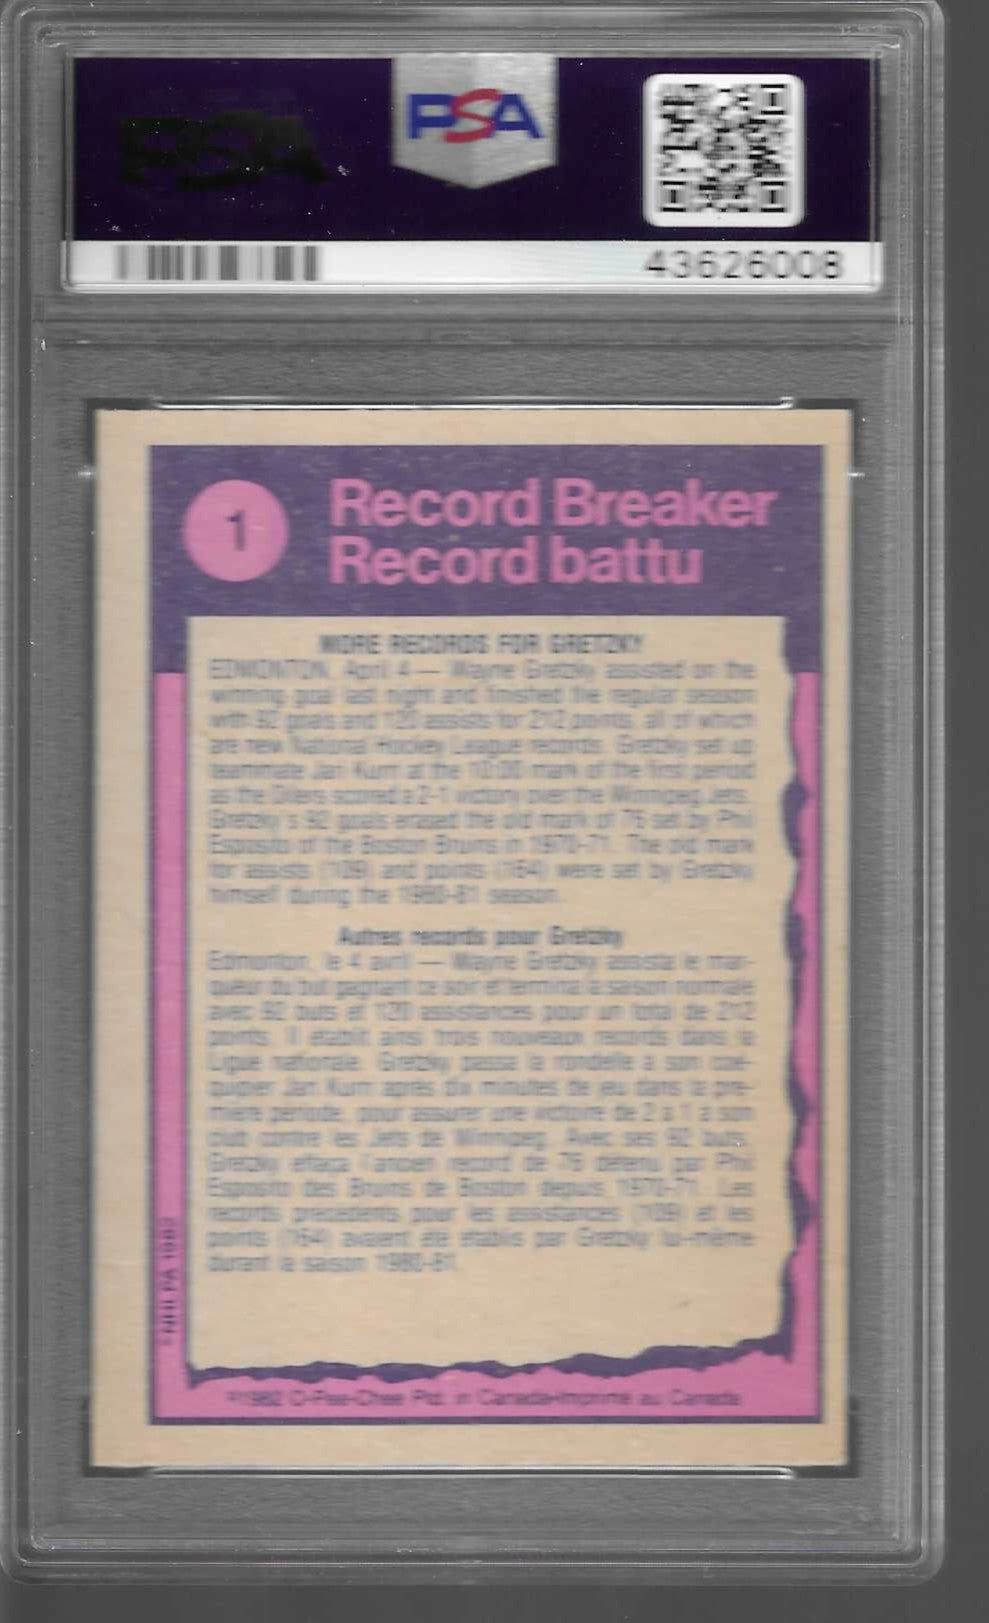 PSA
PSA
43626008
1
Record Breaker
Record battu
MORE RECORDS FOR GRETZKY
EDMONTON, April 4 — Wayne Gretzky assisted on the
winning goal last night and finished the regular season
with 92 goals and 120 assists for 212 points, all of which
are new National Hockey League records. Gretzky set up
teammate Jari Kurri at the 10:00 mark of the first period
as the Oilers scored a 2-1 victory over the Winnipeg Jets.
Gretzky's 92 goals erased the old mark of 76 set by Phil
Esposito of the Boston Bruins in 1970-71. The old mark
for assists (109) and points (164) were set by Gretzky
himself during the 1980-81 season.
Autres records pour Gretzky
Edmonton, le 4 avril — Wayne Gretzky assista le mar-
queur du but gagnant ce soir et termina la saison normale
avec 92 buts et 120 assistances pour un total de 212
points. Il établit ainsi trois nouveaux records dans la
Ligue nationale. Gretzky passa la rondelle à son coé-
quipier Jari Kurri après dix minutes de jeu dans la pre-
mière période, pour assurer une victoire de 2 à 1 à son
club contre les Jets de Winnipeg. Avec ses 92 buts,
Gretzky effaça l'ancien record de 76 détenu par Phil
Esposito des Bruins de Boston depuis 1970-71. Les
records précédents pour les assistances (109) et les
points (164) avaient été établis par Gretzky lui-même
durant la saison 1980-81.
© NHLPA 1982
©1982 O-Pee-Chee Ptd. in Canada-Imprimé au Canada